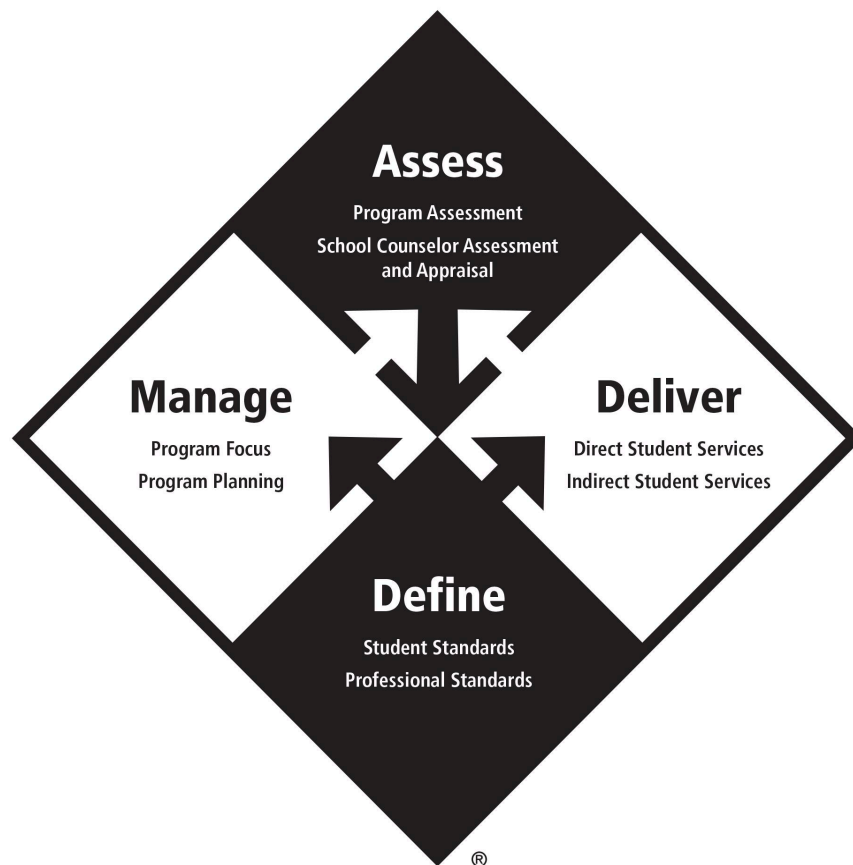 Assess
Program Assessment
School Counselor Assessment
and Appraisal
Manage
Program Focus
Program Planning
Deliver
Direct Student Services
Indirect Student Services
Define
Student Standards
Professional Standards
®